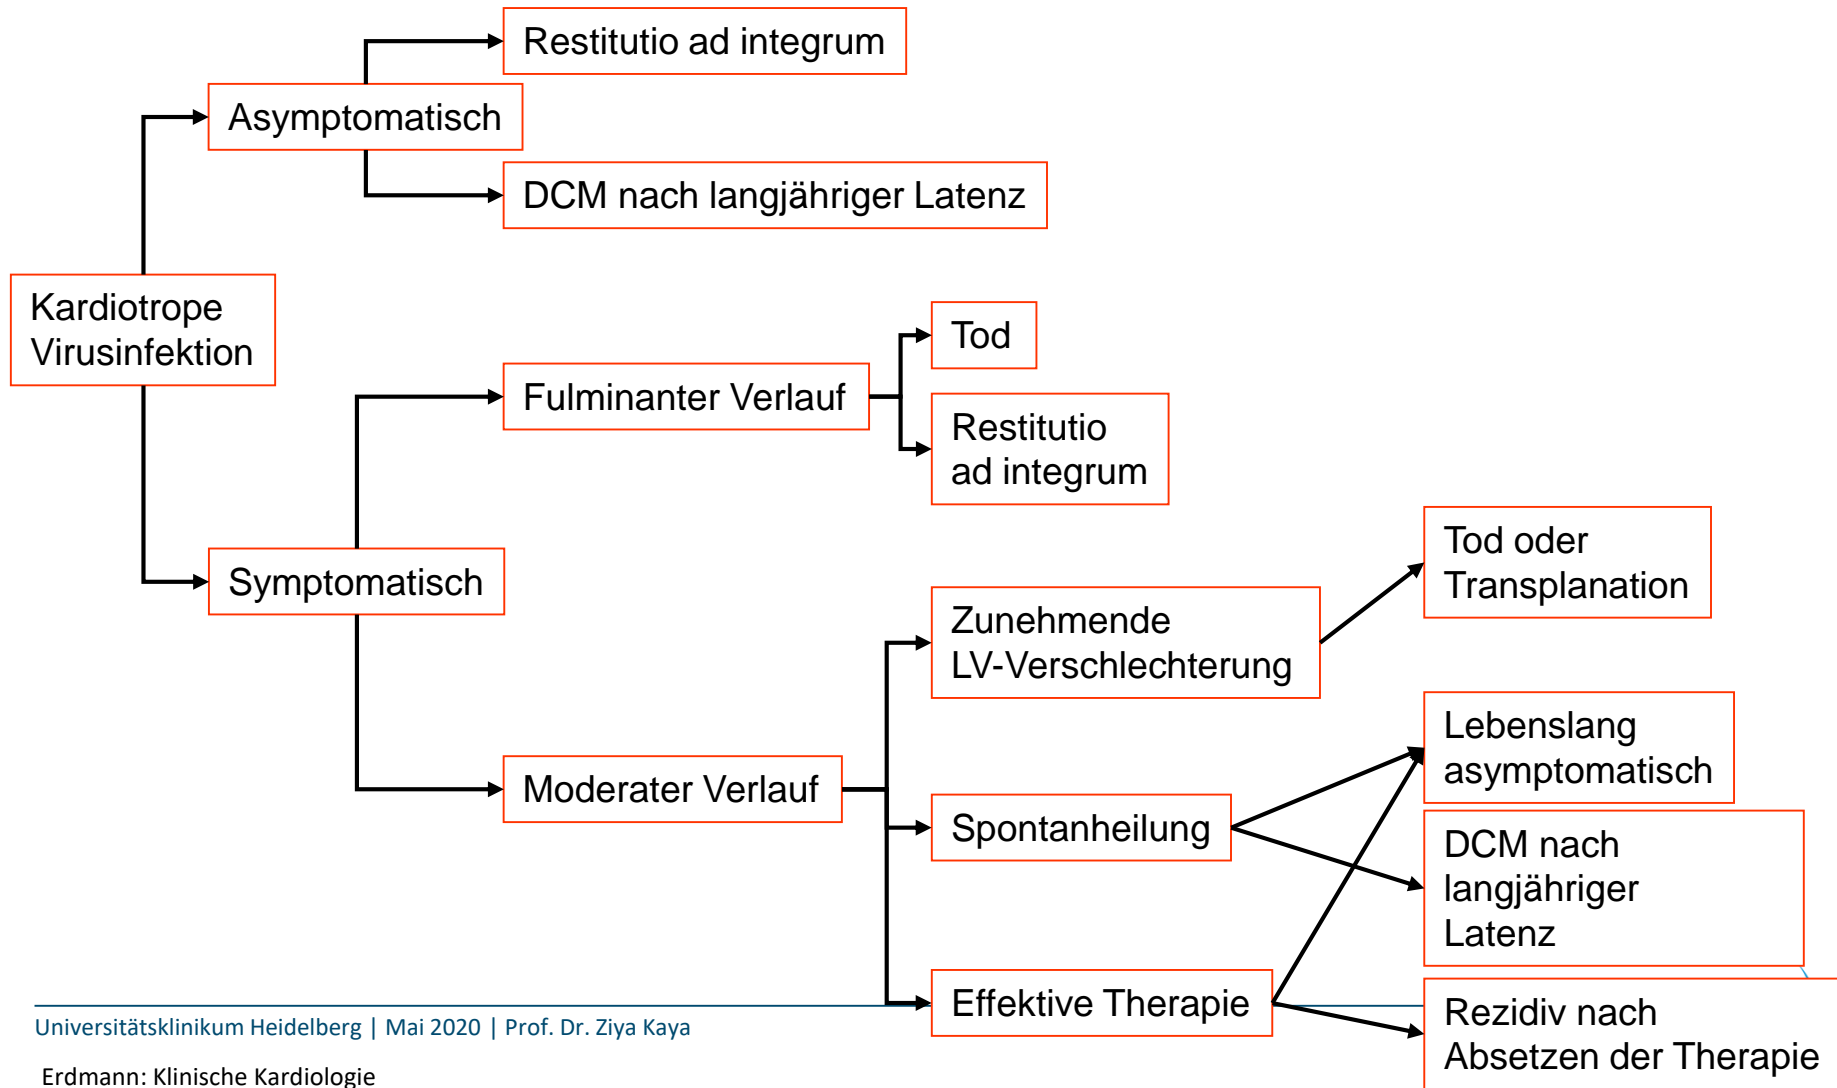 Restitutio ad integrum
Asymptomatisch
DCM nach langjähriger Latenz
Kardiotrope
Virusinfektion
Tod
Fulminanter Verlauf
Restitutio
ad integrum
Symptomatisch
Tod oder
Transplanation
Zunehmende
LV-Verschlechterung
Moderater Verlauf
Lebenslang
asymptomatisch
Spontanheilung
DCM nach
langjähriger
Latenz
Effektive Therapie
Rezidiv nach
Absetzen der Therapie
Universitätsklinikum Heidelberg | Mai 2020 | Prof. Dr. Ziya Kaya
Erdmann: Klinische Kardiologie